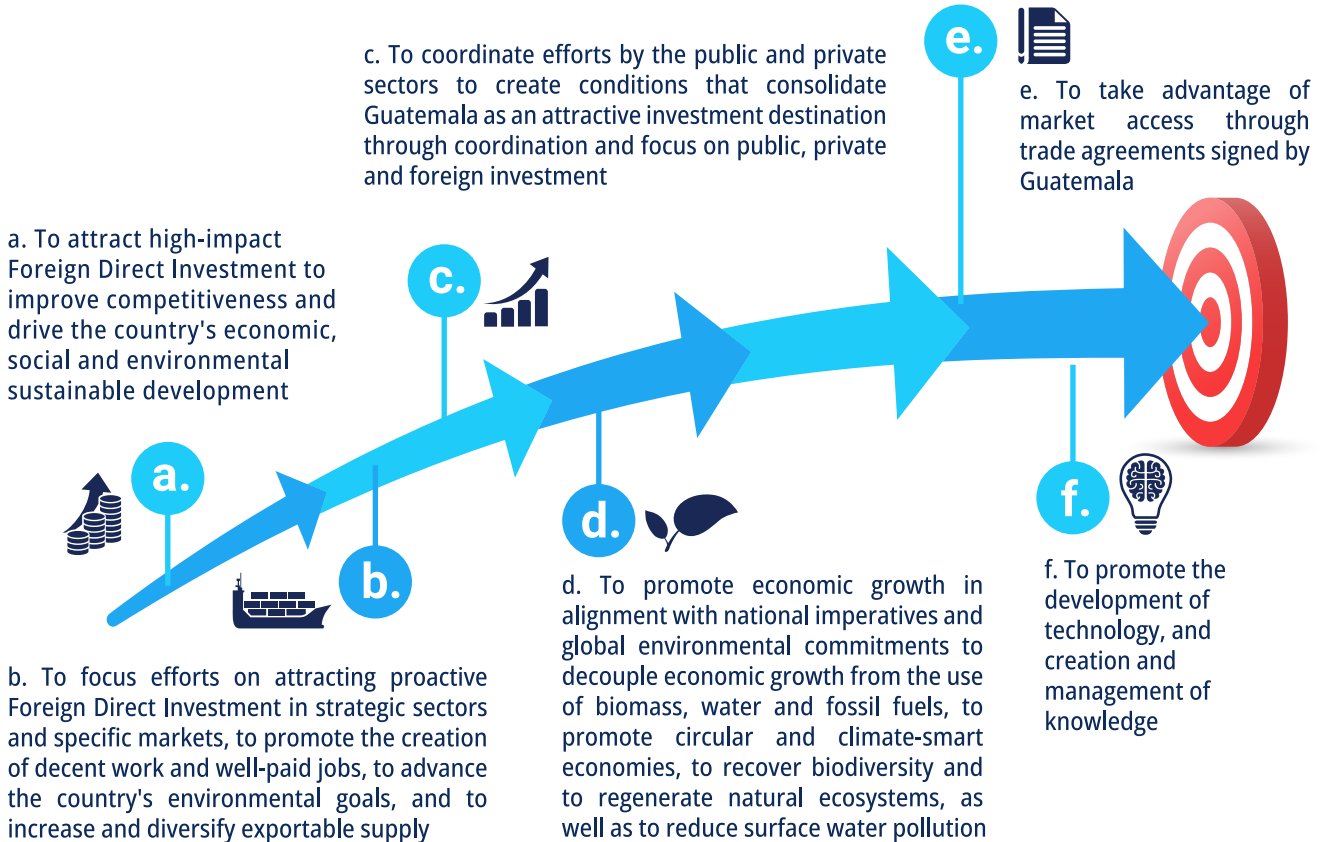 a. To attract high-impact
Foreign Direct Investment to
improve competitiveness and
drive the country's economic,
social and environmental
sustainable development
a.
b.
b. To focus efforts on attracting proactive
Foreign Direct Investment in strategic sectors
and specific markets, to promote the creation
of decent work and well-paid jobs, to advance
the country's environmental goals, and to
increase and diversify exportable supply
c. To coordinate efforts by the public and private
sectors to create conditions that consolidate
Guatemala as an attractive investment destination
through coordination and focus on public, private
and foreign investment
c.
d.
d. To promote economic growth in
alignment with national imperatives and
global environmental commitments to
decouple economic growth from the use
of biomass, water and fossil fuels, to
promote circular and climate-smart
economies, to recover biodiversity and
to regenerate natural ecosystems, as
well as to reduce surface water pollution
e.
e. To take advantage of
market access through
trade agreements signed by
Guatemala
f.
f. To promote the
development of
technology, and
creation and
management of
knowledge